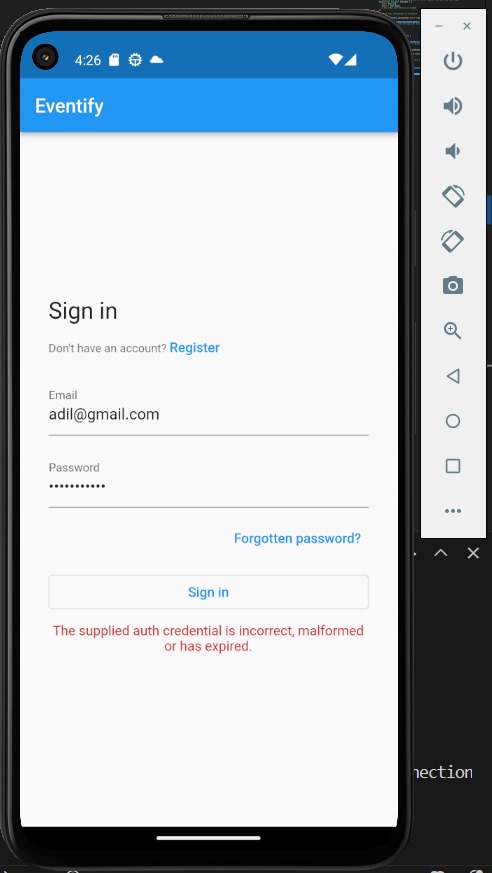 4:26
Eventify
Sign in
Don't have an account? Register
Email
adil@gmail.com
Password
•••••••••••
Forgotten password?
Sign in
The supplied auth credential is incorrect, malformed
or has expired.
nection